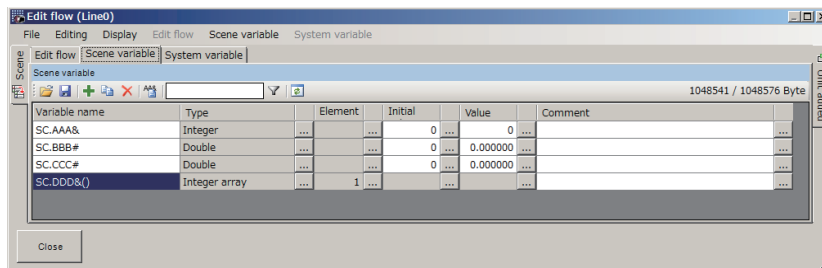 Edit flow (Line0)
File Editing Display Edit flow Scene variable System variable
Scene
Edit flow Scene variable System variable
Scene variable
1048541 / 1048576 Byte
Variable name Type Element Initial Value Comment
SC.AAA& Integer ... ... 0 ... 0 ... ...
SC.BBB# Double ... ... 0 ... 0.000000 ... ...
SC.CCC# Double ... ... 0 ... 0.000000 ... ...
SC.DDD&() Integer array ... 1 ... ... ... ...
Close